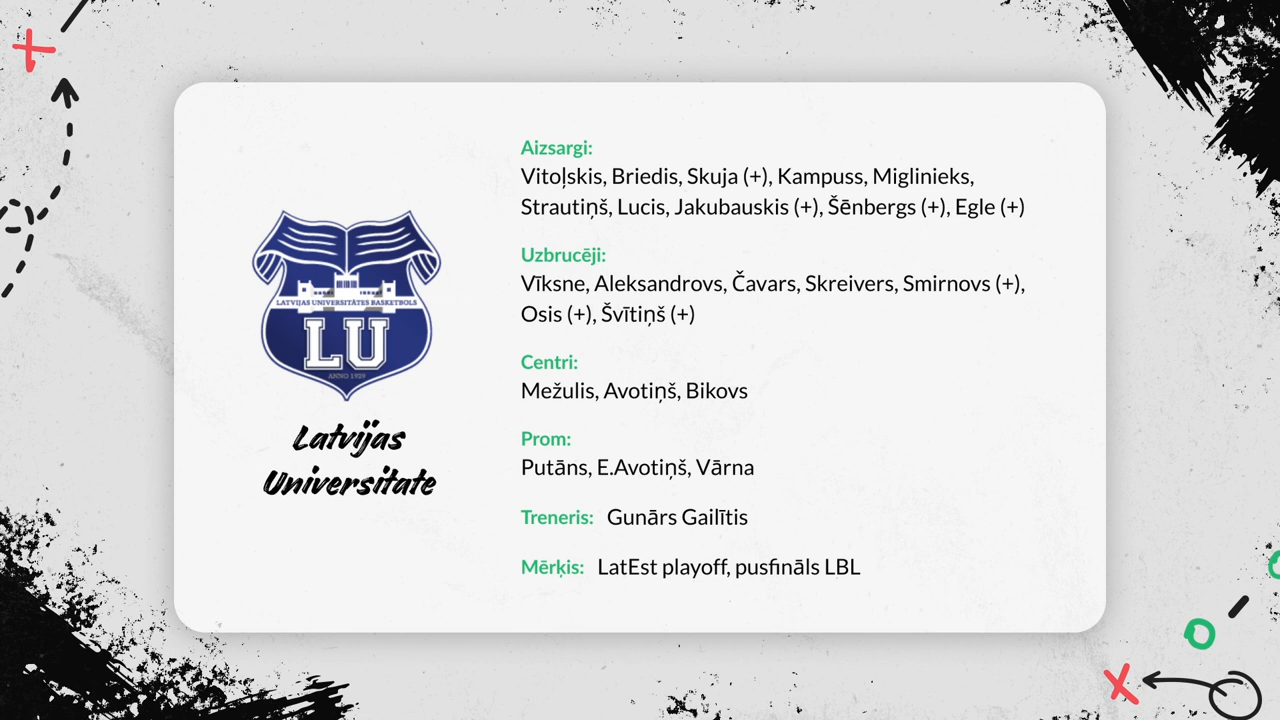 LATVIJAS UNIVERSITĀTES BASKETBOLS
LU
ANNO 1929
Latvijas
Universitate
Aizsargi:
Vitoļskis, Briedis, Skuja (+), Kampuss, Miglinieks,
Strautiņš, Lucis, Jakubauskis (+), Šēnbergs (+), Egle (+)
Uzbrucēji:
Vīksne, Aleksandrovs, Čavars, Skreivers, Smirnovs (+),
Osis (+), Švītiņš (+)
Centri:
Mežulis, Avotiņš, Bikovs
Prom:
Putāns, E.Avotiņš, Vārna
Treneris: Gunārs Gailītis
Mērķis: LatEst playoff, pusfināls LBL